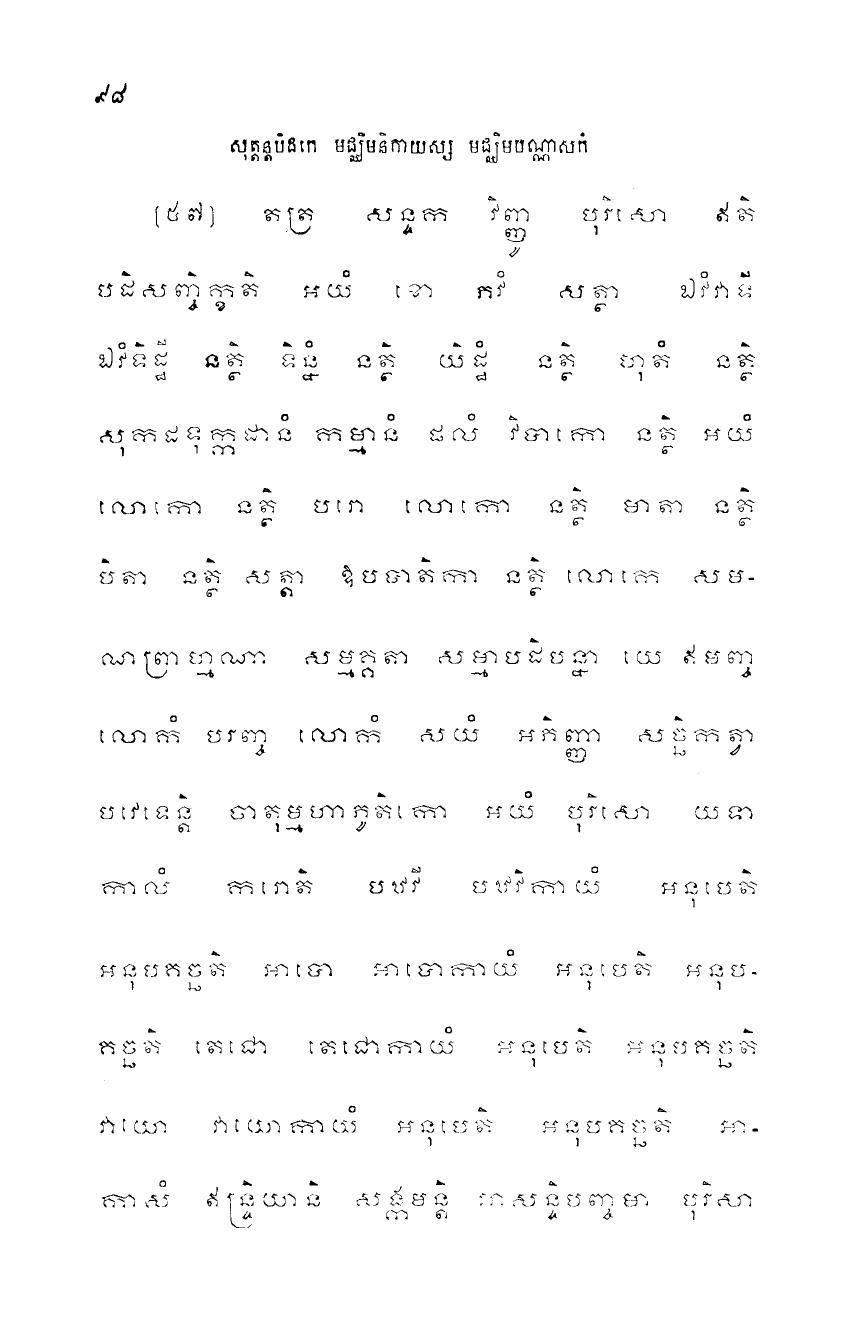 ៩៨
សុត្តន្តបិដកេ មជ្ឈិមនិកាយស្ស មជ្ឈិមបណ្ណាសកំ
[៥៧] តត្រ សន្ទក វិញ្ញូ បុរិសោ ឥតិ
បដិសញ្ចិក្ខតិ អយំ ខោ ភវំ សត្ថា ឯវំវាទី
ឯវំទិដ្ឋី នត្ថិ ទិន្នំ នត្ថិ យិដ្ឋំ នត្ថិ ហុតំ នត្ថិ
សុកដទុក្កដានំ កម្មានំ ផលំ វិបាកោ នត្ថិ អយំ
លោកោ នត្ថិ បរោ លោកោ នត្ថិ មាតា នត្ថិ
បិតា នត្ថិ សត្តា ឱបបាតិកា នត្ថិ លោកេ សម-
ណព្រាហ្មណា សម្មគ្គតា សម្មាបដិបន្នា យេ ឥមញ្ច
លោកំ បរញ្ច លោកំ សយំ អភិញ្ញា សច្ឆិកត្វា
បវេទេន្តិ ចាតុម្មហាភូតិកោ អយំ បុរិសោ យទា
កាលំ ករោតិ បឋវី បឋវិកាយំ អនុបេតិ
អនុបគច្ឆតិ អាបោ អាបោកាយំ អនុបេតិ អនុប-
គច្ឆតិ តេជោ តេជោកាយំ អនុបេតិ អនុបគច្ឆតិ
វាយោ វាយោកាយំ អនុបេតិ អនុបគច្ឆតិ អា-
កាសំ ឥន្ទ្រិយានិ សង្កមន្តិ អាសន្ទិបញ្ចមា បុរិសា